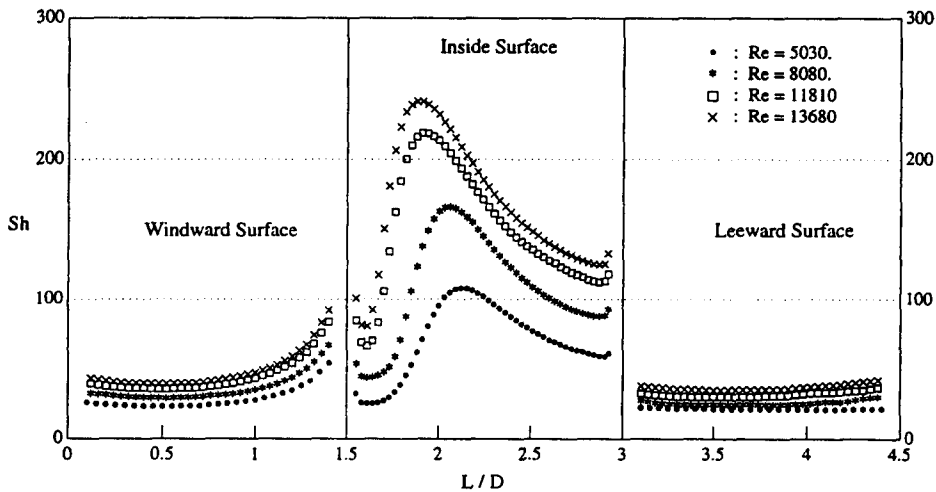 300
200
100
0
Sh
Windward Surface
Inside Surface
Leeward Surface
• : Re = 5030.
* : Re = 8080.
□ : Re = 11810
× : Re = 13680
300
200
100
0
0 0.5 1 1.5 2 2.5 3 3.5 4 4.5
L / D